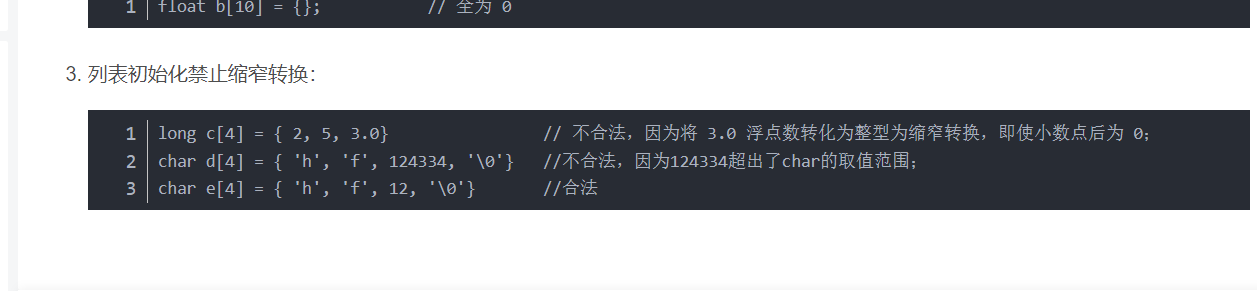 1 float b[10] = {}; // 全为 0
3. 列表初始化禁止缩窄转换：
1 long c[4] = { 2, 5, 3.0} // 不合法，因为将 3.0 浮点数转化为整型为缩窄转换，即使小数点后为 0；
2 char d[4] = { 'h', 'f', 124334, '\0'} //不合法，因为124334超出了char的取值范围；
3 char e[4] = { 'h', 'f', 12, '\0'} //合法